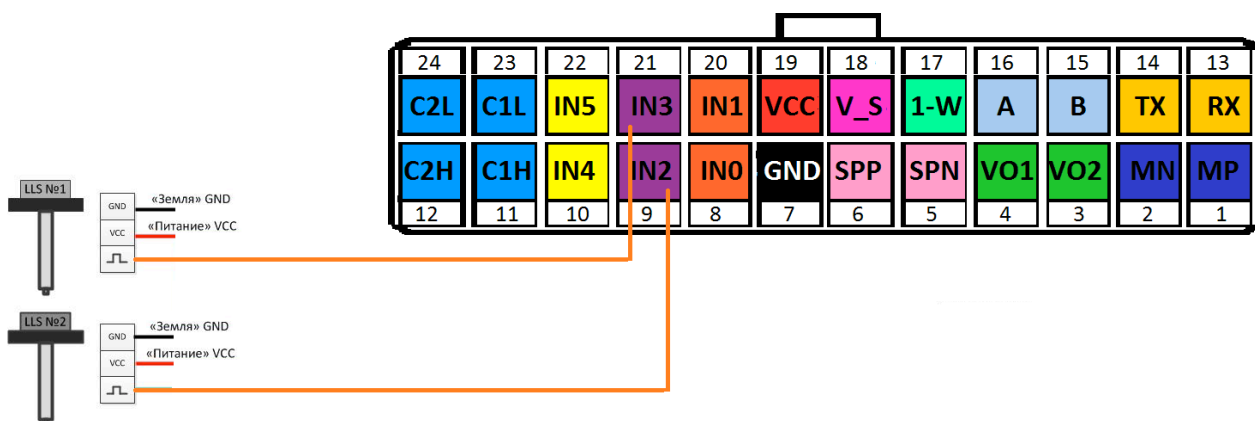 24 23 22 21 20 19 18 17 16 15 14 13
C2L C1L IN5 IN3 IN1 VCC V_S 1-W A B TX RX
C2H C1H IN4 IN2 IN0 GND SPP SPN VO1 VO2 MN MP
12 11 10 9 8 7 6 5 4 3 2 1
LLS №1
GND «Земля» GND
VCC «Питание» VCC
LLS №2
GND «Земля» GND
VCC «Питание» VCC